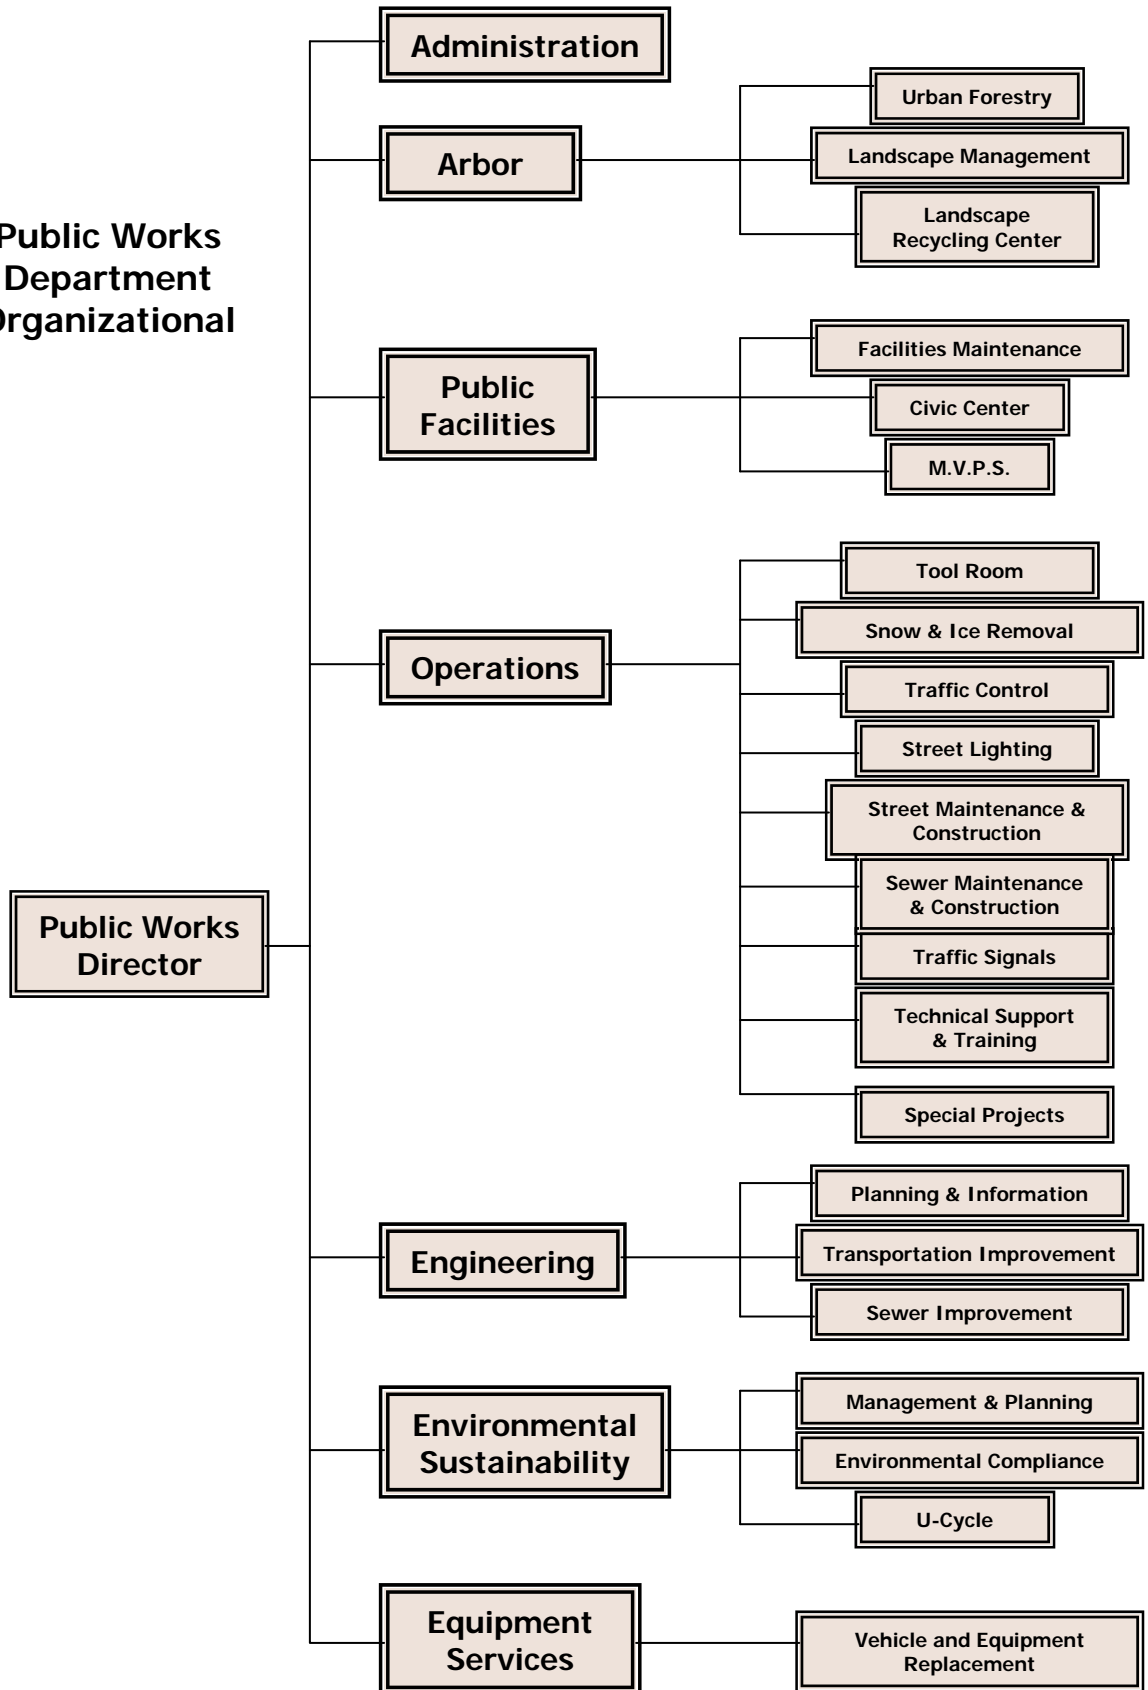 Public Works
Department
Organizational
Public Works
Director
Administration
Arbor
Urban Forestry
Landscape Management
Landscape
Recycling Center
Public
Facilities
Facilities Maintenance
Civic Center
M.V.P.S.
Operations
Tool Room
Snow & Ice Removal
Traffic Control
Street Lighting
Street Maintenance &
Construction
Sewer Maintenance
& Construction
Traffic Signals
Technical Support
& Training
Special Projects
Engineering
Planning & Information
Transportation Improvement
Sewer Improvement
Environmental
Sustainability
Management & Planning
Environmental Compliance
U-Cycle
Equipment
Services
Vehicle and Equipment
Replacement